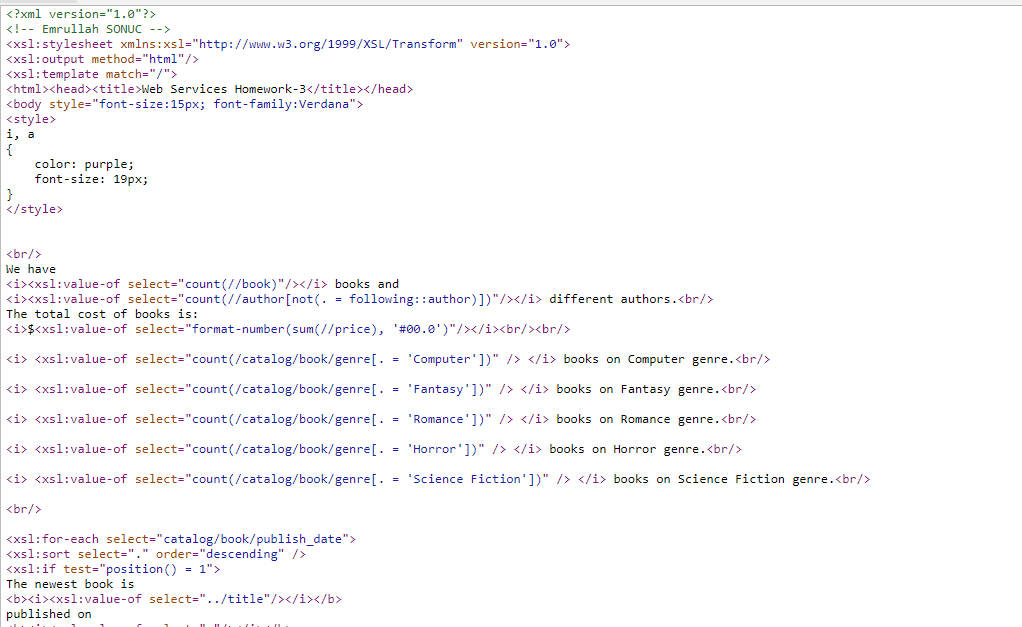 <?xml version="1.0"?>
<!-- Emrullah SONUC -->
<xsl:stylesheet xmlns:xsl="http://www.w3.org/1999/XSL/Transform" version="1.0">
<xsl:output method="html"/>
<xsl:template match="/">
<html><head><title>Web Services Homework-3</title></head>
<body style="font-size:15px; font-family:Verdana">
<style>
i, a
{
    color: purple;
    font-size: 19px;
}
</style>
<br/>
We have
<i><xsl:value-of select="count(//book)"/></i> books and
<i><xsl:value-of select="count(//author[not(. = following::author)])"/></i> different authors.<br/>
The total cost of books is:
<i>$<xsl:value-of select="format-number(sum(//price), '#00.0')"/></i><br/><br/>
<i> <xsl:value-of select="count(/catalog/book/genre[. = 'Computer'])" /> </i> books on Computer genre.<br/>
<i> <xsl:value-of select="count(/catalog/book/genre[. = 'Fantasy'])" /> </i> books on Fantasy genre.<br/>
<i> <xsl:value-of select="count(/catalog/book/genre[. = 'Romance'])" /> </i> books on Romance genre.<br/>
<i> <xsl:value-of select="count(/catalog/book/genre[. = 'Horror'])" /> </i> books on Horror genre.<br/>
<i> <xsl:value-of select="count(/catalog/book/genre[. = 'Science Fiction'])" /> </i> books on Science Fiction genre.<br/>
<br/>
<xsl:for-each select="catalog/book/publish_date">
<xsl:sort select="." order="descending" />
<xsl:if test="position() = 1">
The newest book is
<b><i><xsl:value-of select="../title"/></i></b>
published on